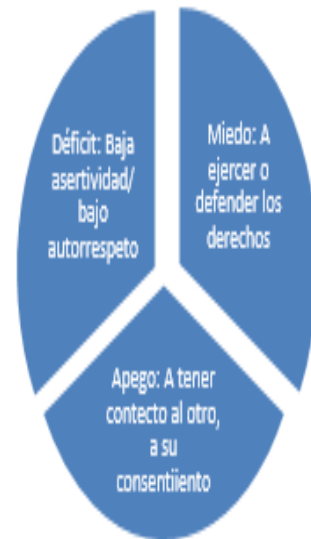 Déficit: Baja
asertividad/
bajo
autorrespeto
Miedo: A
ejercer o
defender los
derechos
Apego: A tener
contecto al otro,
a su
consentiiento